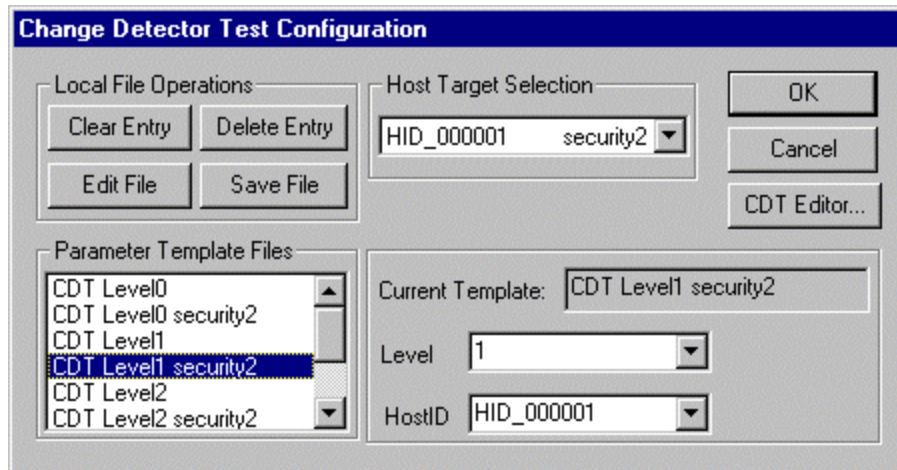 Change Detector Test Configuration
Local File Operations
Clear Entry Delete Entry
Edit File Save File
Host Target Selection
HID_000001 security2
OK
Cancel
CDT Editor...
Parameter Template Files
CDT Level0
CDT Level0 security2
CDT Level1
CDT Level1 security2
CDT Level2
CDT Level2 security2
Current Template: CDT Level1 security2
Level 1
HostID HID_000001